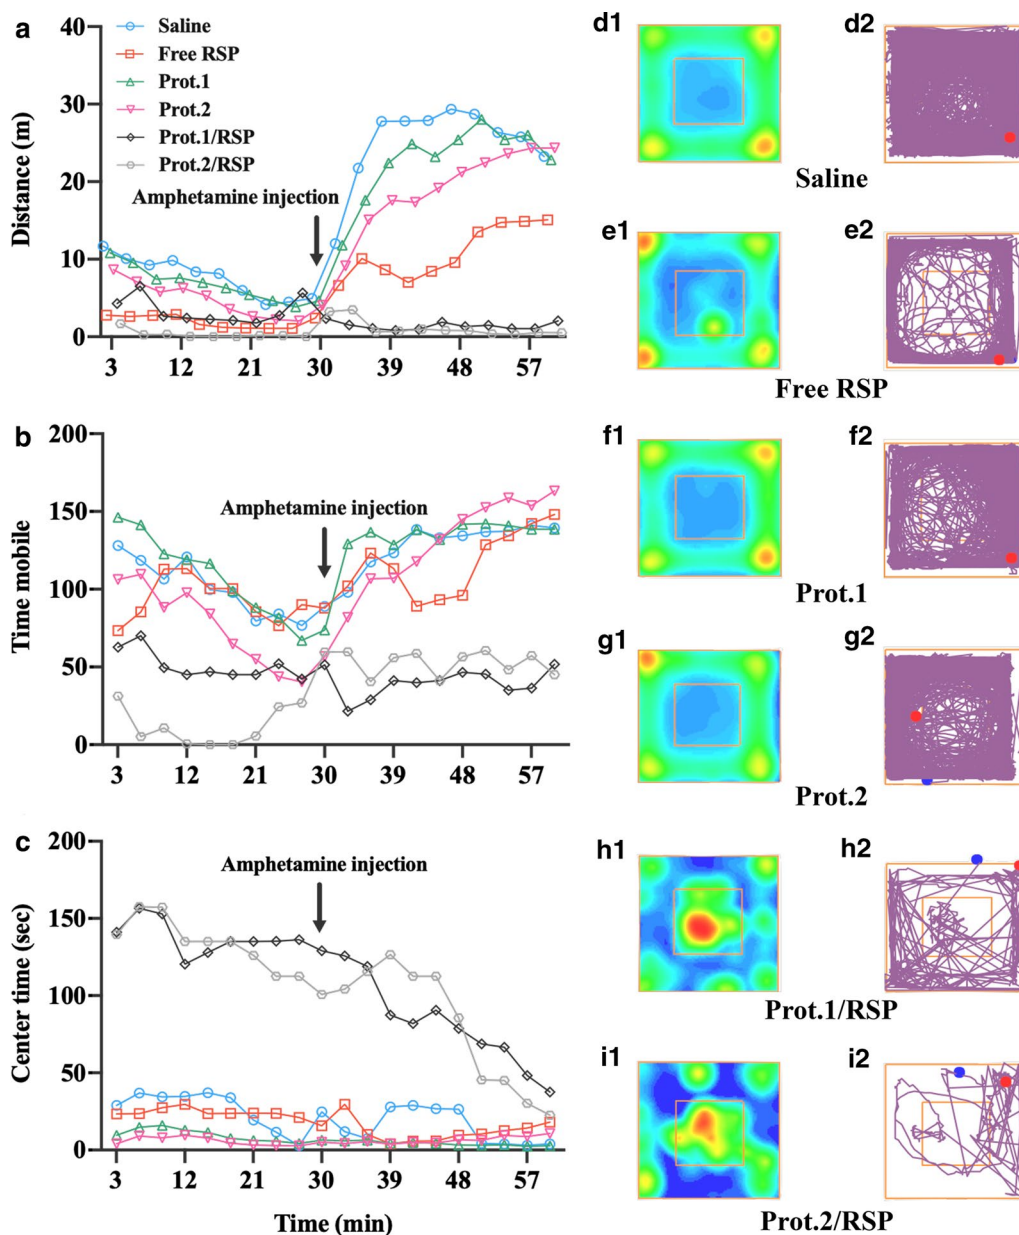 a
Distance (m)
40
30
20
10
0
Saline
Free RSP
Prot.1
Prot.2
Prot.1/RSP
Prot.2/RSP
Amphetamine injection
3 12 21 30 39 48 57
b
Time mobile
200
150
100
50
0
Amphetamine injection
3 12 21 30 39 48 57
c
Center time (sec)
200
150
100
50
0
Amphetamine injection
3 12 21 30 39 48 57
Time (min)
d1 d2
Saline
e1 e2
Free RSP
f1 f2
Prot.1
g1 g2
Prot.2
h1 h2
Prot.1/RSP
i1 i2
Prot.2/RSP